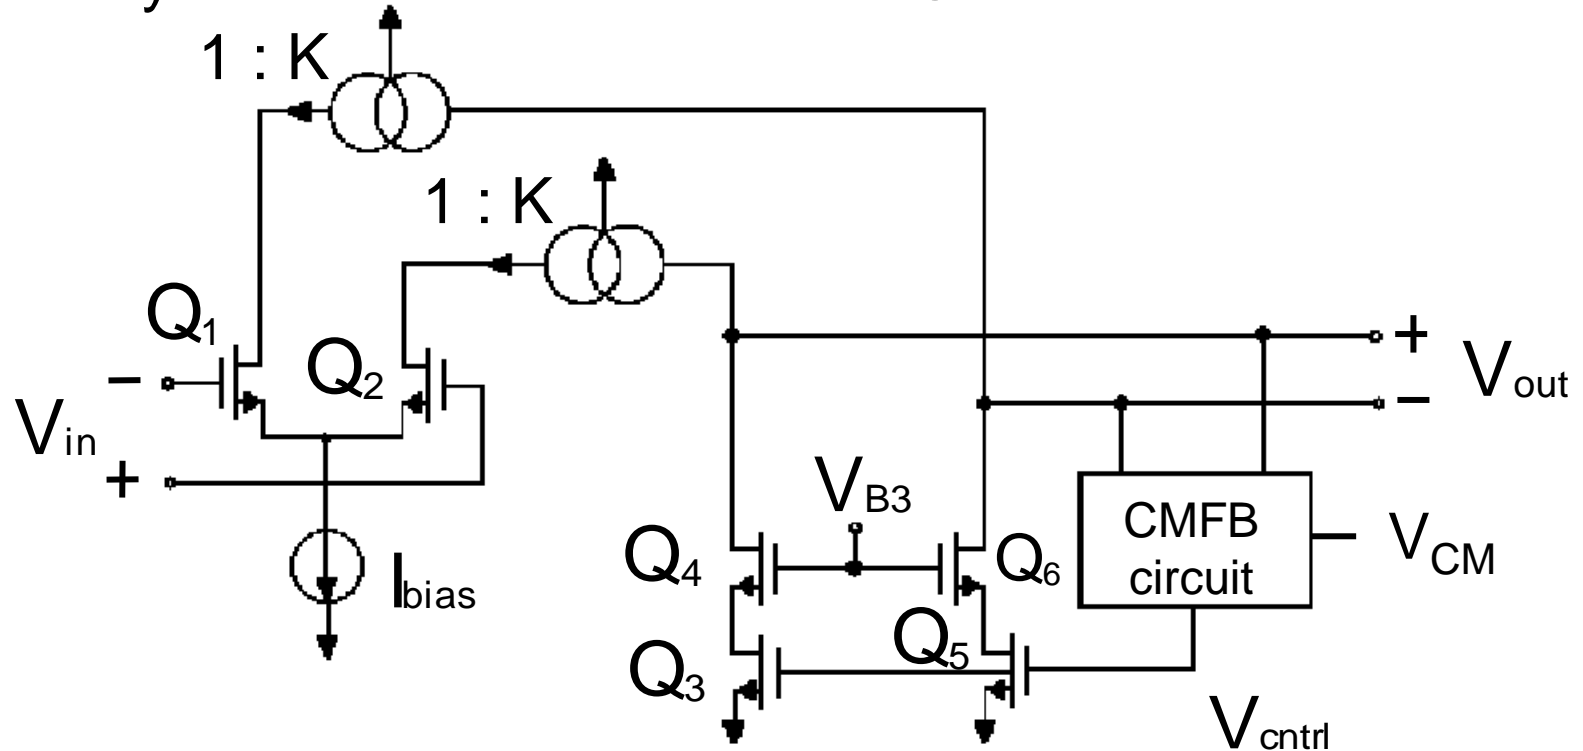 1 : K
1 : K
Q1
Q2
−
Vin
+
Ibias
+
Vout
−
VB3
Q4
Q6
CMFB
circuit
VCM
Q5
Q3
Vcntrl